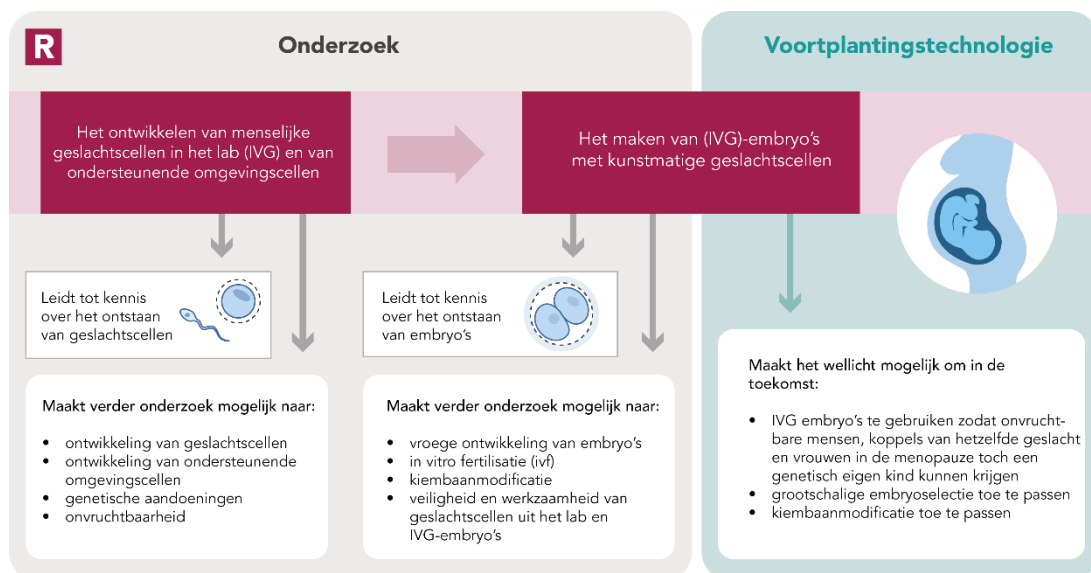 R
Onderzoek
Voortplantingstechnologie
Het ontwikkelen van menselijke
geslachtscellen in het lab (IVG) en van
ondersteunende omgevingscellen
Het maken van (IVG)-embryo's
met kunstmatige geslachtscellen
Leidt tot kennis
over het ontstaan
van geslachtscellen
Leidt tot kennis
over het ontstaan
van embryo's
Maakt verder onderzoek mogelijk naar:
• ontwikkeling van geslachtscellen
• ontwikkeling van ondersteunende
omgevingscellen
• genetische aandoeningen
• onvruchtbaarheid
Maakt verder onderzoek mogelijk naar:
• vroege ontwikkeling van embryo's
• in vitro fertilisatie (ivf)
• kiembaanmodificatie
• veiligheid en werkzaamheid van
geslachtscellen uit het lab en
IVG-embryo's
Maakt het wellicht mogelijk om in de
toekomst:
• IVG embryo's te gebruiken zodat onvrucht-
bare mensen, koppels van hetzelfde geslacht
en vrouwen in de menopauze toch een
genetisch eigen kind kunnen krijgen
• grootschalige embryoselectie toe te passen
• kiembaanmodificatie toe te passen